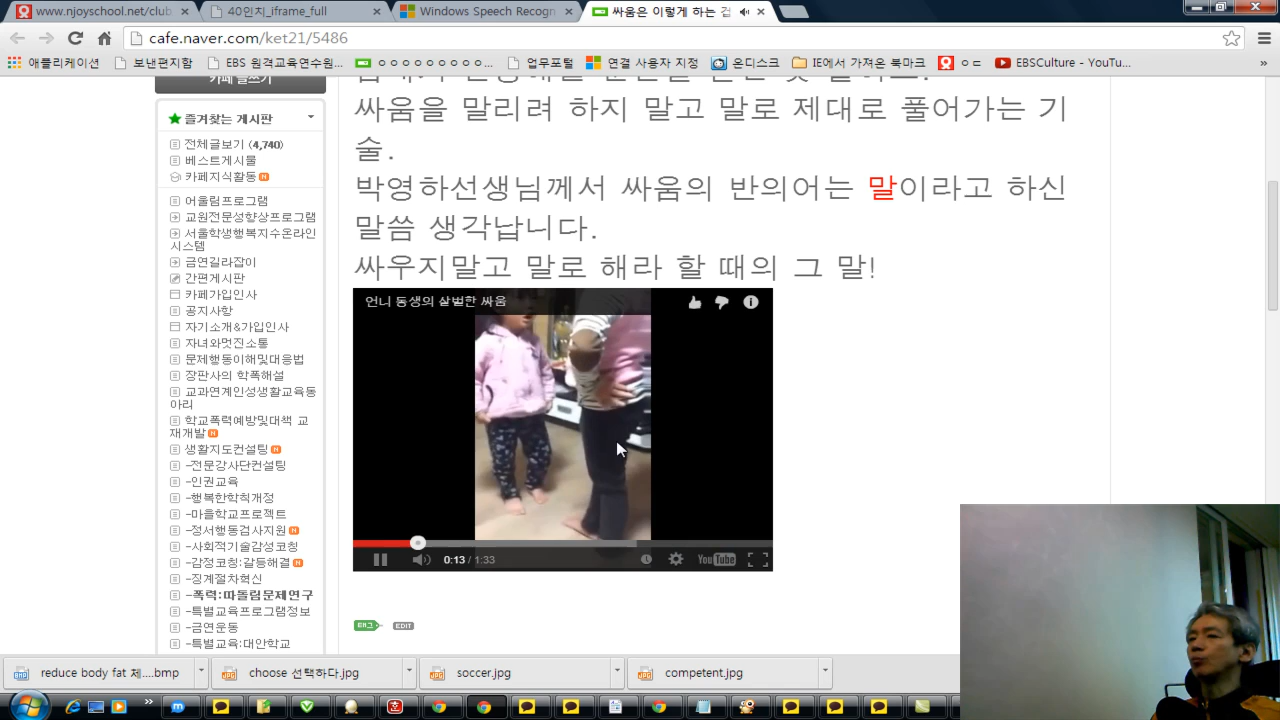 www.njoyschool.net/club
40인치_iframe_full
Windows Speech Recogn
싸움은 이렇게 하는 겁
cafe.naver.com/ket21/5486
애플리케이션
보낸편지함
EBS 원격교육연수원...
ㅇㅇㅇㅇㅇㅇㅇㅇㅇ...
업무포털
연결 사용자 지정
온디스크
IE에서 가져온 북마크
ㅇㄷ
EBSCulture - YouTu...
»
카페 글쓰기
즐겨찾는 게시판
전체글보기 (4,740)
베스트게시물
카페지식활동
어울림프로그램
교원전문성향상프로그램
서울학생행복지수온라인
시스템
금연길라잡이
간편게시판
카페가입인사
공지사항
자기소개&가입인사
자녀와멋진소통
문제행동이해및대응법
장판사의 학폭해설
교과연계인성생활교육동
아리
학교폭력예방및대책 교
재개발
생활지도컨설팅
-전문강사단컨설팅
-인권교육
-행복한학칙개정
-마을학교프로젝트
-정서행동검사지원
-사회적기술감성코칭
-감정코칭:갈등해결
-징계절차혁신
-폭력:따돌림문제연구
-특별교육프로그램정보
-금연운동
-특별교육:대안학교
싸움을 말리려 하지 말고 말로 제대로 풀어가는 기
술.
박영하선생님께서 싸움의 반의어는 말이라고 하신
말씀 생각납니다.
싸우지말고 말로 해라 할 때의 그 말!
언니 동생의 살벌한 싸움
0:13 / 1:33
YouTube
태그
EDIT
reduce body fat 체....bmp
choose 선택하다.jpg
soccer.jpg
competent.jpg
»